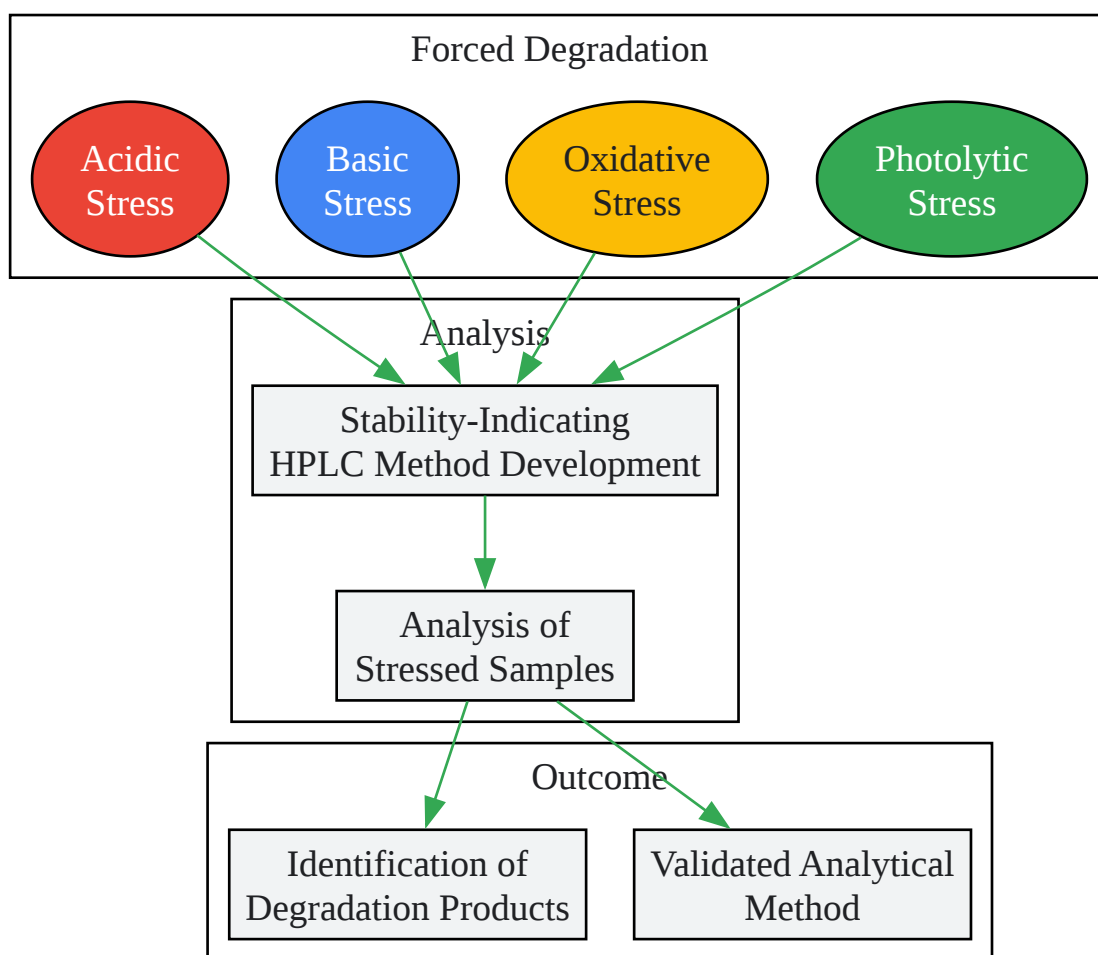 Forced Degradation
Acidic
Stress
Basic
Stress
Oxidative
Stress
Photolytic
Stress
Analysis
Stability-Indicating
HPLC Method Development
Analysis of
Stressed Samples
Outcome
Identification of
Degradation Products
Validated Analytical
Method